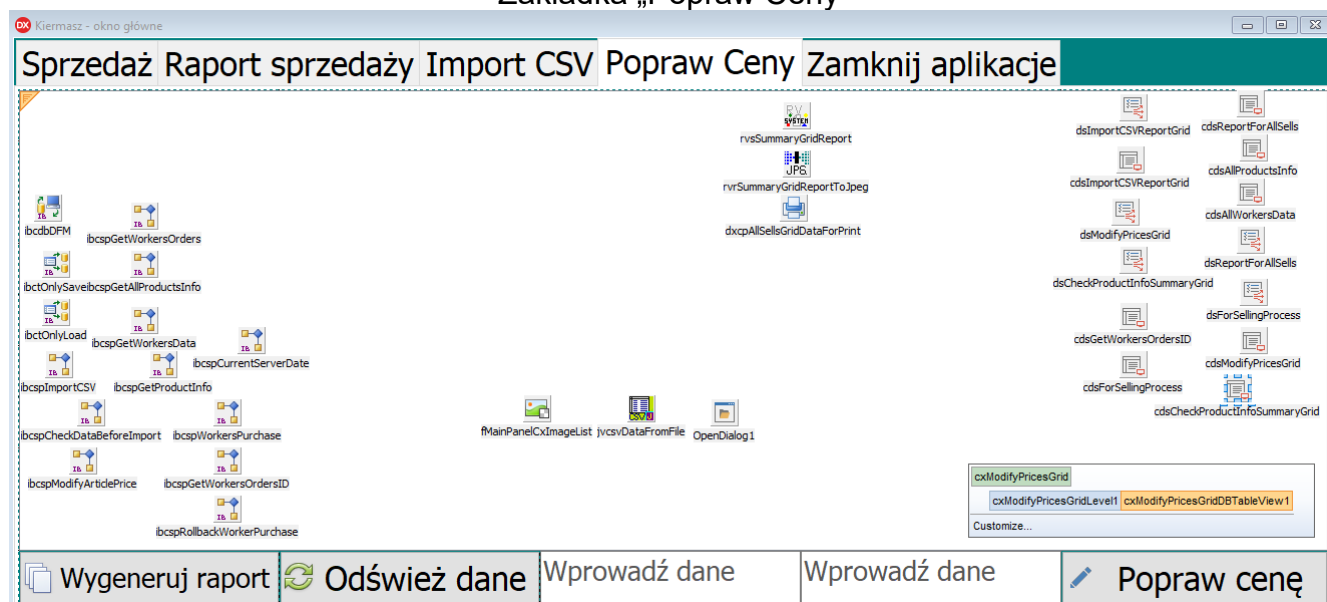 Zakładka „Popraw Ceny"
Kiermasz - okno główne
Sprzedaż Raport sprzedaży Import CSV Popraw Ceny Zamknij aplikacje
rvsSummaryGridReport
rvrSummaryGridReportToJpeg
dxcpAllSellsGridDataForPrint
dsImportCSVReportGrid
cdsReportForAllSells
cdsAllProductsInfo
cdsImportCSVReportGrid
cdsAllWorkersData
dsModifyPricesGrid
dsReportForAllSells
dsCheckProductInfoSummaryGrid
dsForSellingProcess
cdsGetWorkersOrdersID
cdsModifyPricesGrid
cdsForSellingProcess
cdsCheckProductInfoSummaryGrid
ibcdbDFM
ibcspGetWorkersOrders
ibctOnlySave
ibcspGetAllProductsInfo
ibctOnlyLoad
ibcspGetWorkersData
ibcspCurrentServerDate
ibcspImportCSV
ibcspGetProductInfo
ibcspCheckDataBeforeImport
ibcspWorkersPurchase
ibcspModifyArticlePrice
ibcspGetWorkersOrdersID
ibcspRollbackWorkerPurchase
fMainPanelCxImageList
jvcsvDataFromFile
OpenDialog1
cxModifyPricesGrid
cxModifyPricesGridLevel1 cxModifyPricesGridDBTableView1
Customize...
Wygeneruj raport Odśwież dane Wprowadź dane Wprowadź dane Popraw cenę